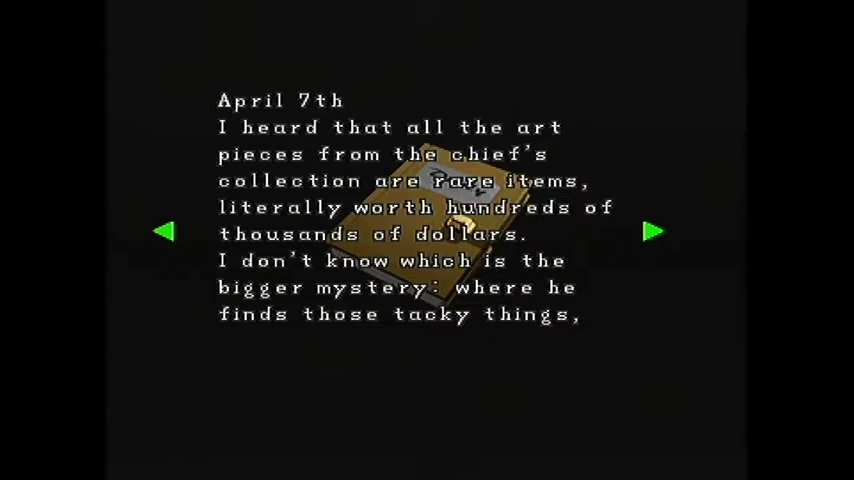 April 7th
I heard that all the art
pieces from the chief's
collection are rare items,
literally worth hundreds of
thousands of dollars.
I don't know which is the
bigger mystery: where he
finds those tacky things,
Diary